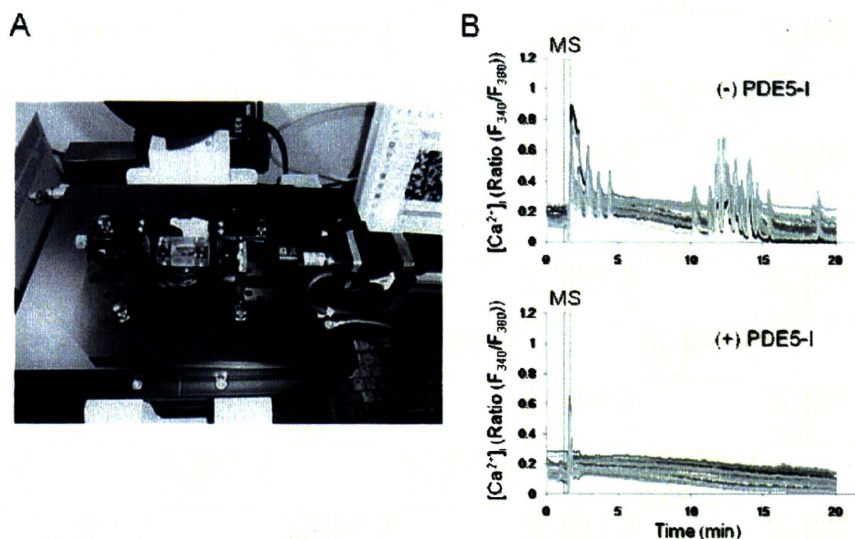 A
B
MS
(-) PDE5-I
[Ca²⁺]ᵢ (Ratio (F₃₄₀/F₃₈₀))
1.2
1
0.8
0.6
0.4
0.2
0
0 5 10 15 20
MS
(+) PDE5-I
[Ca²⁺]ᵢ (Ratio (F₃₄₀/F₃₈₀))
1.2
1
0.8
0.6
0.4
0.2
0.0
0 5 10 15 20
Time (min)